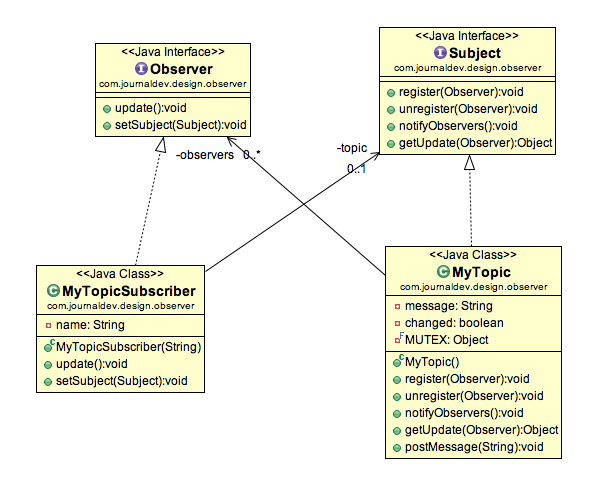 <<Java Interface>>
Observer
com.journaldev.design.observer
update():void
setSubject(Subject):void
<<Java Interface>>
Subject
com.journaldev.design.observer
register(Observer):void
unregister(Observer):void
notifyObservers():void
getUpdate(Observer):Object
-observers 0..*
-topic
0..1
<<Java Class>>
MyTopicSubscriber
com.journaldev.design.observer
name: String
MyTopicSubscriber(String)
update():void
setSubject(Subject):void
<<Java Class>>
MyTopic
com.journaldev.design.observer
message: String
changed: boolean
MUTEX: Object
MyTopic()
register(Observer):void
unregister(Observer):void
notifyObservers():void
getUpdate(Observer):Object
postMessage(String):void